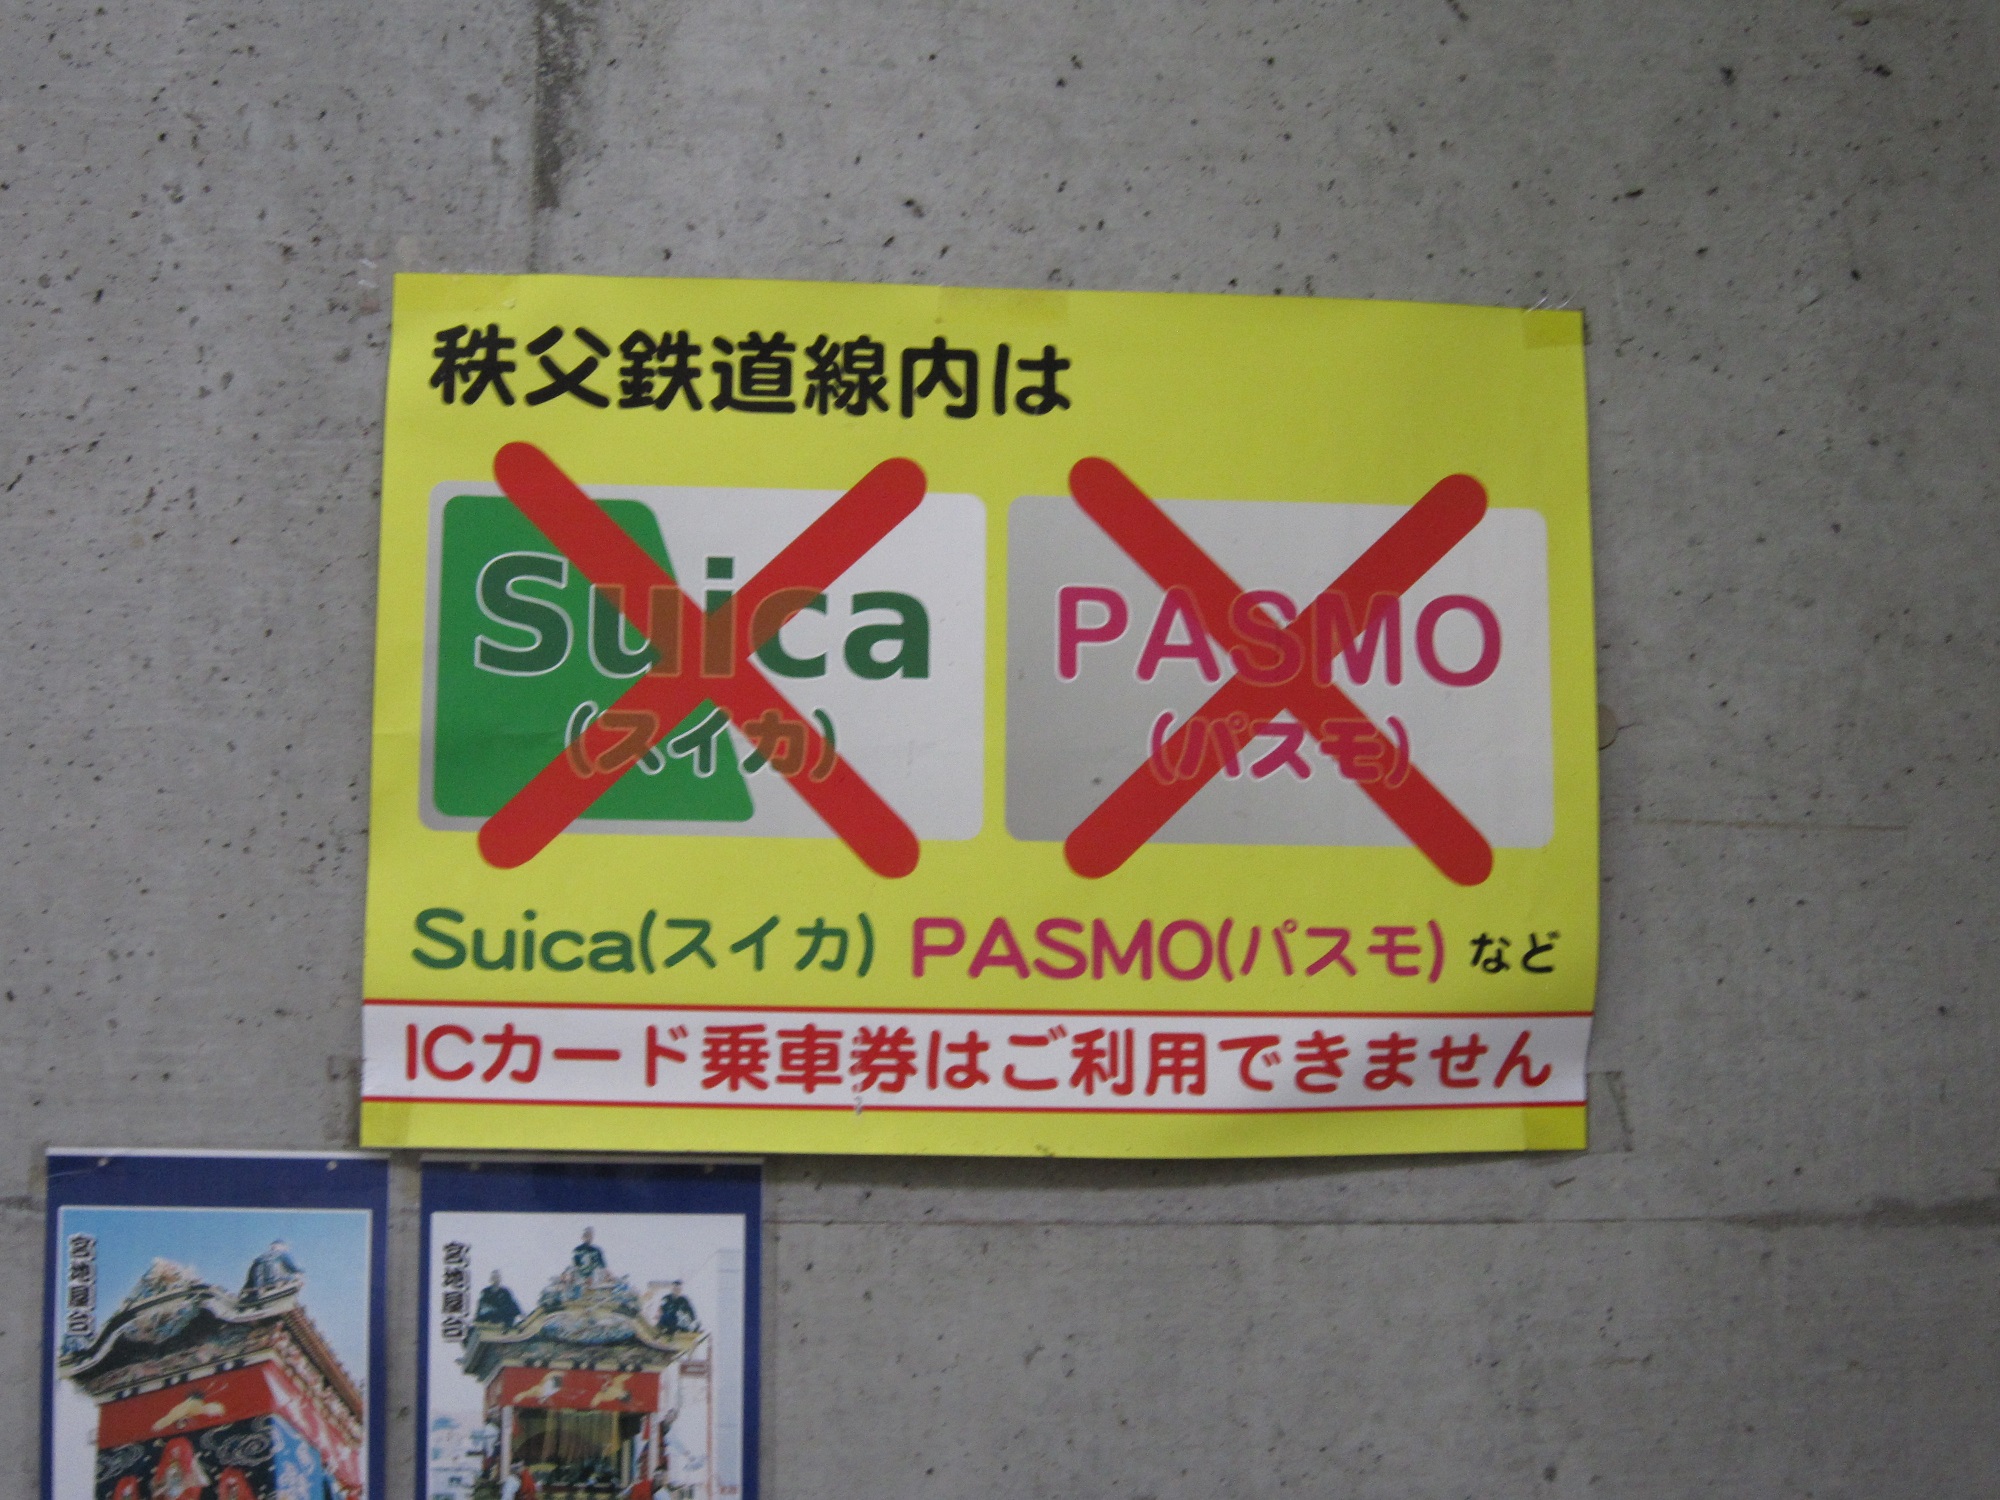 秩父鉄道線内は
Suica
(スイカ)
PASMO
(パスモ)
Suica(スイカ) PASMO(パスモ) など
ICカード乗車券はご利用できません